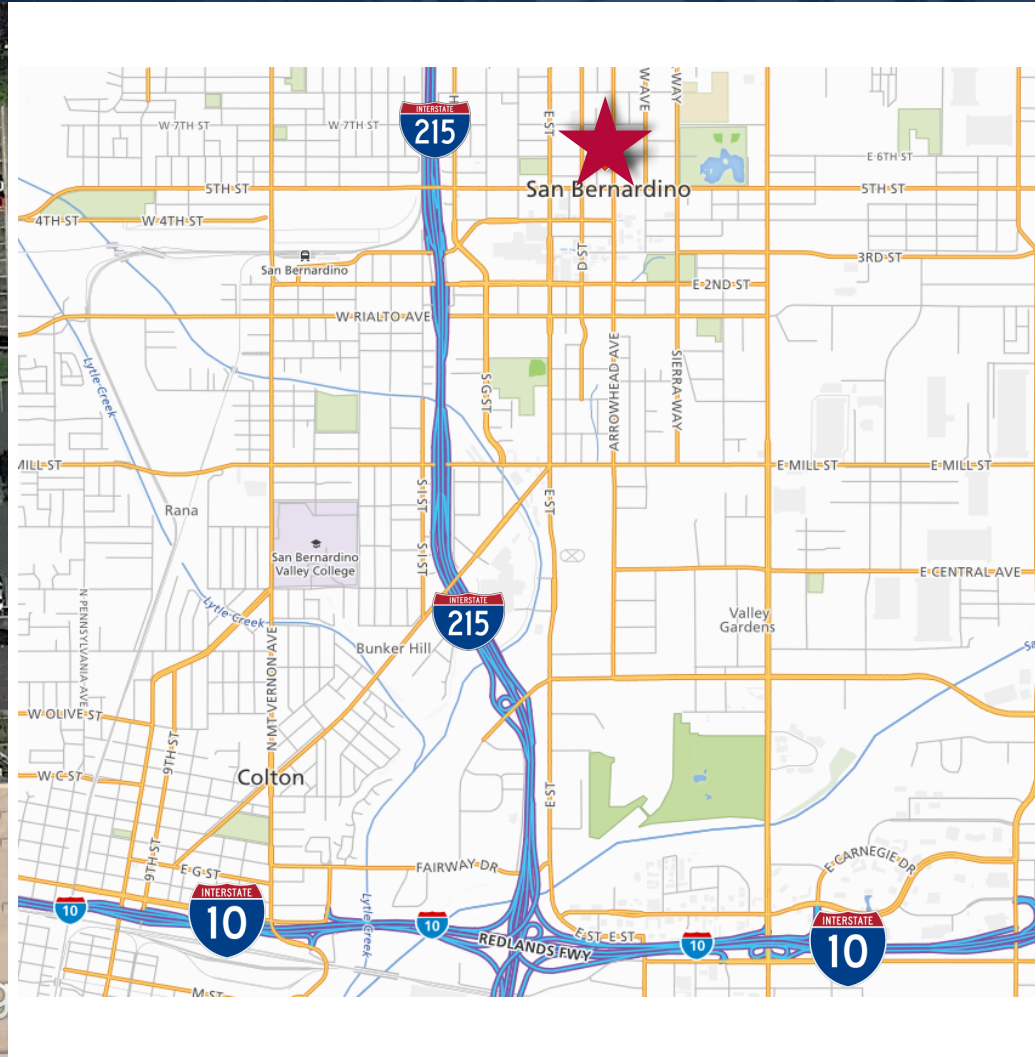 W 7TH ST
W 7TH ST
H
E ST
W AVE
WAY
INTERSTATE
215
E 6TH ST
5TH ST
San Bernardino
5TH ST
4TH ST
W 4TH ST
San Bernardino
D ST
3RD ST
E 2ND ST
W RIALTO AVE
Lytle Creek
S G ST
ARROWHEAD AVE
SIERRA WAY
MILL ST
E MILL ST
E MILL ST
Rana
S I ST
E ST
San Bernardino
Valley College
S I ST
E CENTRAL AVE
N PENNSYLVANIA AVE
Lytle Creek
INTERSTATE
215
Valley
Gardens
Bunker Hill
N MT VERNON AVE
Sa
W OLIVE ST
9TH ST
W C ST
Colton
E ST
9TH ST
E G ST
FAIRWAY DR
E CARNEGIE DR
10
INTERSTATE
10
Lytle Creek
10
REDLANDS FWY
E ST
E ST
10
INTERSTATE
10
M ST